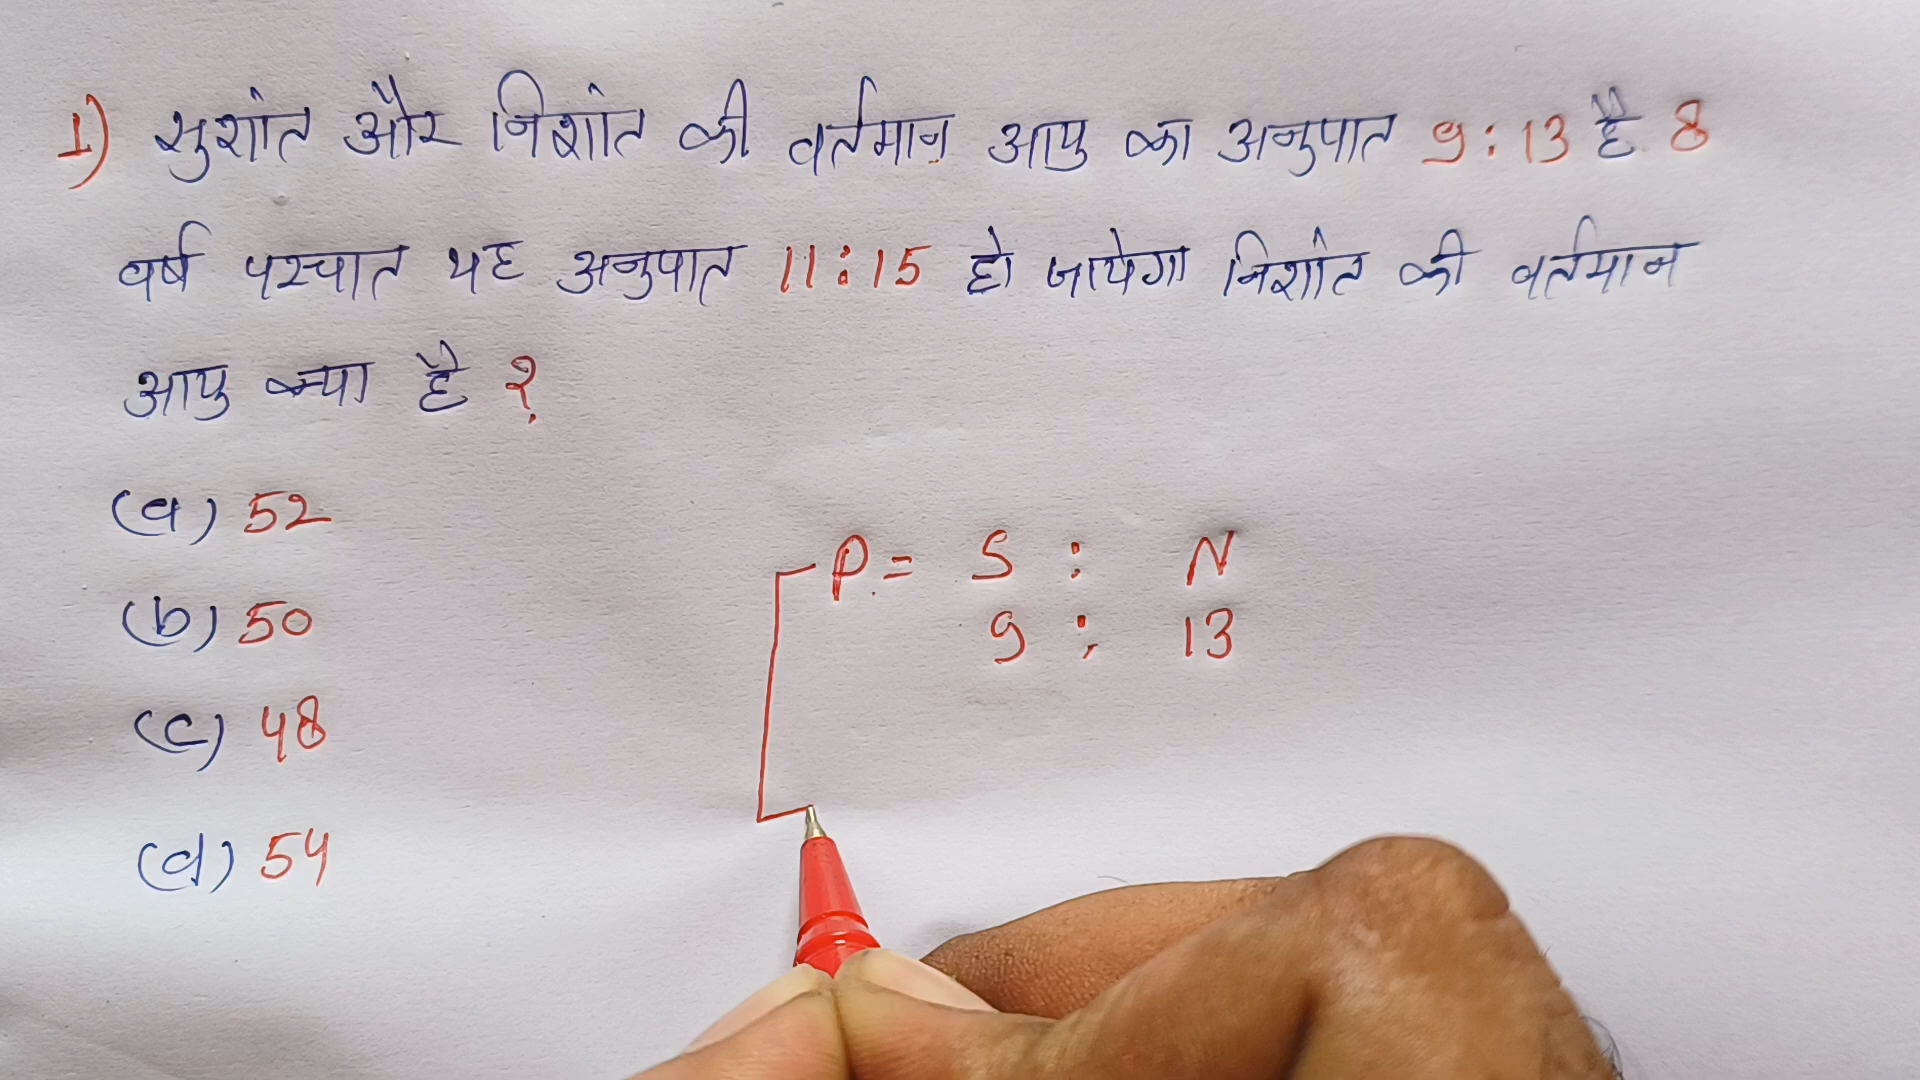 1) सुशांत और निशांत की वर्तमान आयु का अनुपात 9 : 13 है. 8
वर्ष पश्चात यह अनुपात 11 : 15 हो जायेगा निशांत की वर्तमान
आयु क्या है ?
(a) 52
(b) 50
(c) 48
(d) 54
P = S : N
9 : 13